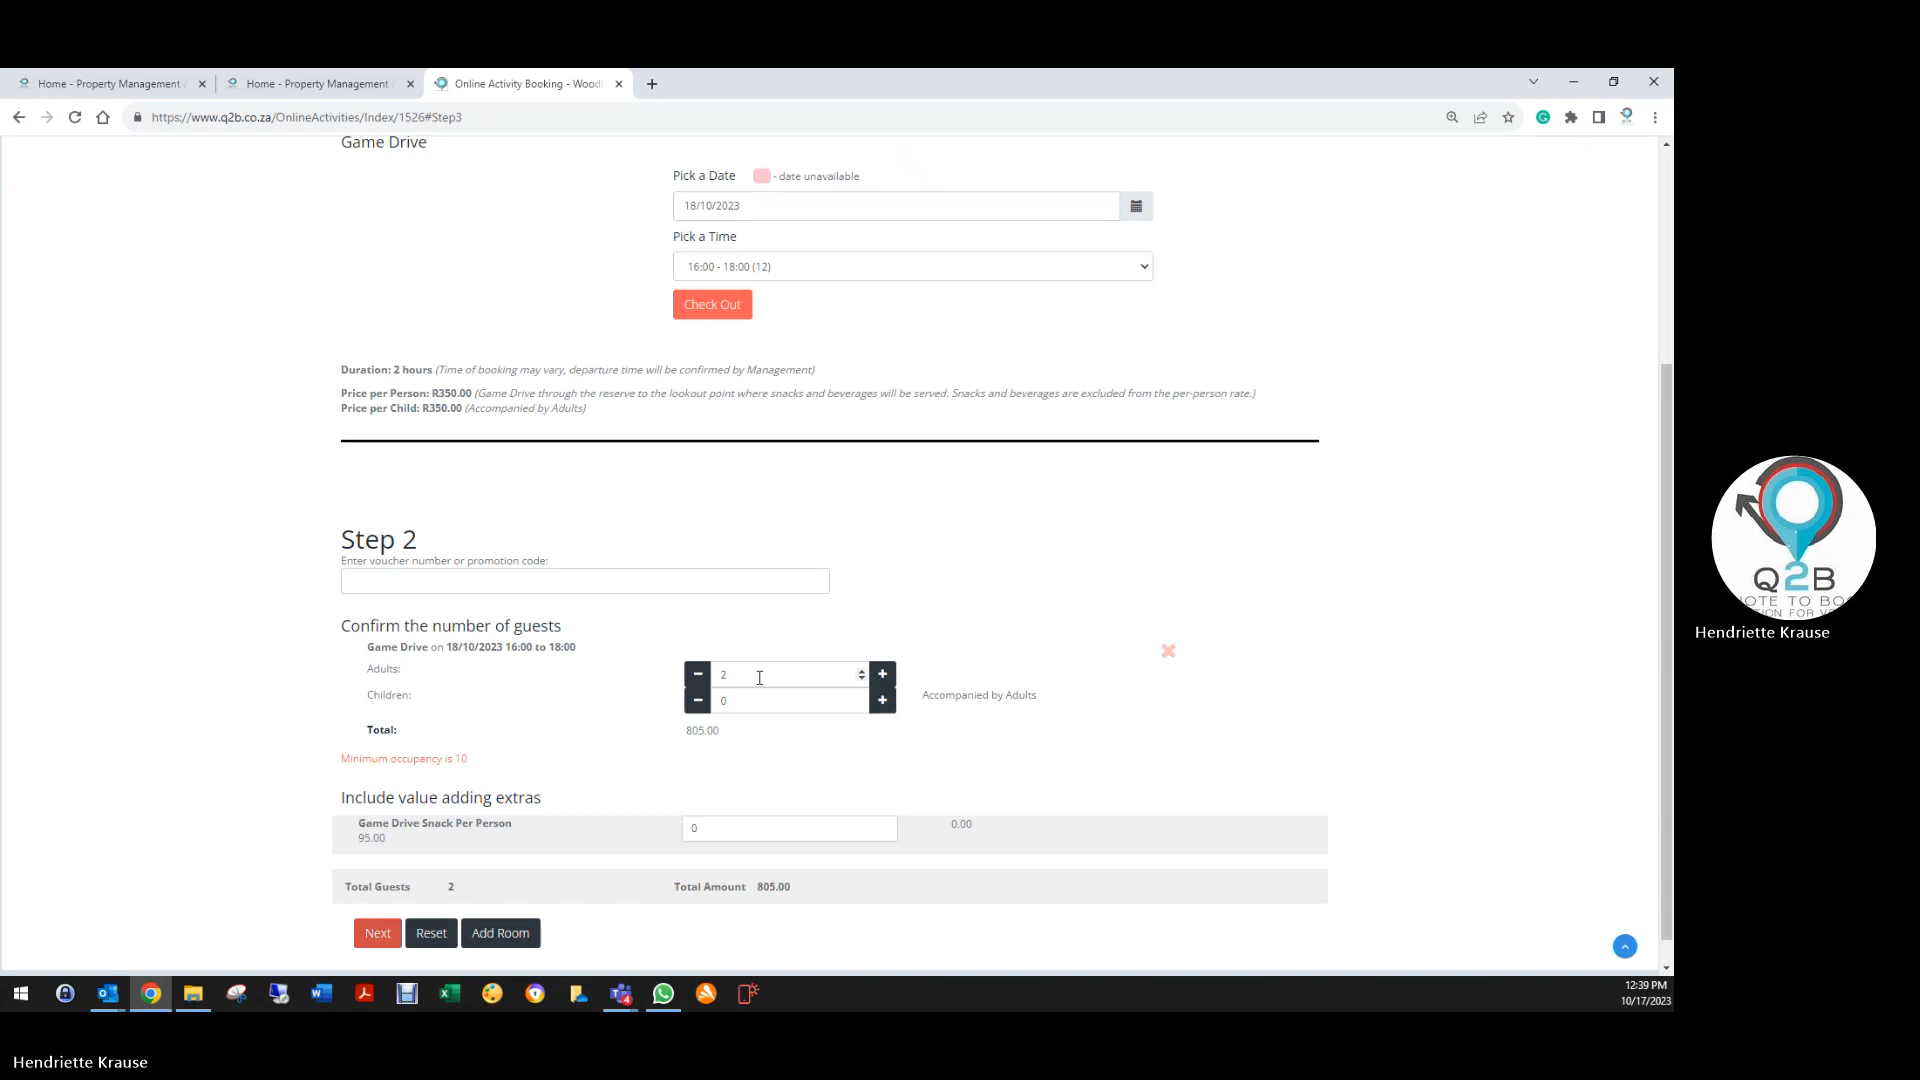 Home - Property Management
Home - Property Management
Online Activity Booking - Wood
https://www.q2b.co.za/OnlineActivities/Index/1526#Step3
Game Drive
Pick a Date
- date unavailable
18/10/2023
Pick a Time
16:00 - 18:00 (12)
Check Out
Duration: 2 hours (Time of booking may vary, departure time will be confirmed by Management)
Price per Person: R350.00 (Game Drive through the reserve to the lookout point where snacks and beverages will be served. Snacks and beverages are excluded from the per-person rate.)
Price per Child: R350.00 (Accompanied by Adults)
Step 2
Enter voucher number or promotion code:
Confirm the number of guests
Game Drive on 18/10/2023 16:00 to 18:00
Adults:
2
Children:
0
Accompanied by Adults
Total:
805.00
Minimum occupancy is 10
Include value adding extras
Game Drive Snack Per Person
0
0.00
95.00
Total Guests 2 Total Amount 805.00
Next
Reset
Add Room
Q2B
Hendriette Krause
12:39 PM
10/17/2023
Hendriette Krause